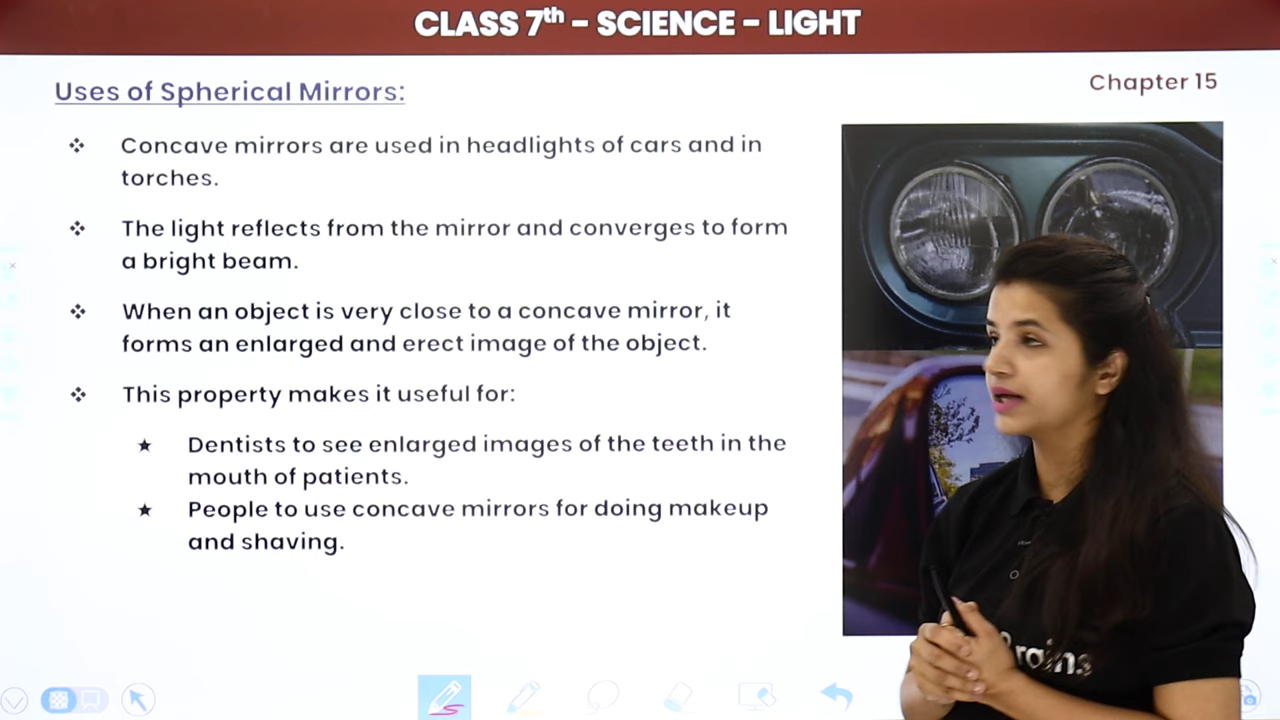 CLASS 7th – SCIENCE – LIGHT
Uses of Spherical Mirrors:
Chapter 15
Concave mirrors are used in headlights of cars and in
torches.
The light reflects from the mirror and converges to form
a bright beam.
When an object is very close to a concave mirror, it
forms an enlarged and erect image of the object.
This property makes it useful for:
Dentists to see enlarged images of the teeth in the
mouth of patients.
People to use concave mirrors for doing makeup
and shaving.